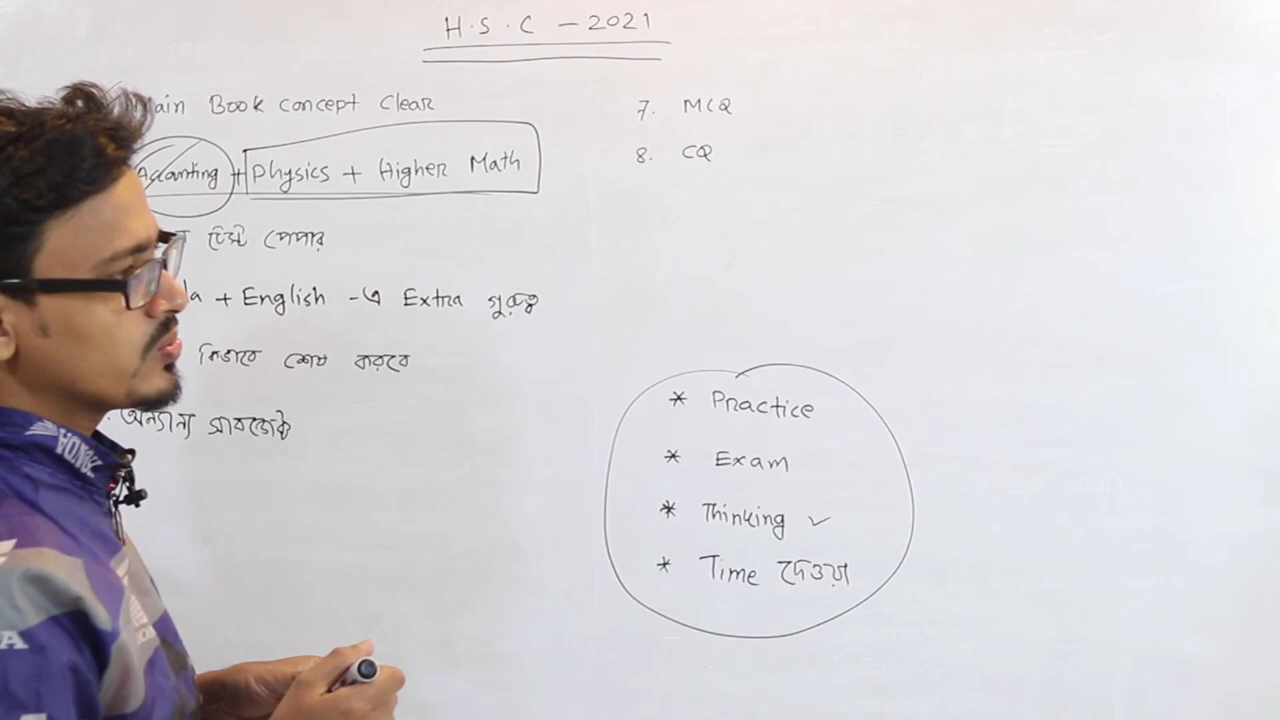 H.S.C - 2021
Main Book concept Clear
Accanting + Physics + Higher Math
টেস্ট পেপার
+ English - এ Extra গুরুত্ব
কিভাবে শেষ করবে
অন্যান্য সাবজেক্ট
7. MCQ
8. CQ
* Practice
* Exam
* Thinking ✓
* Time দেওয়া